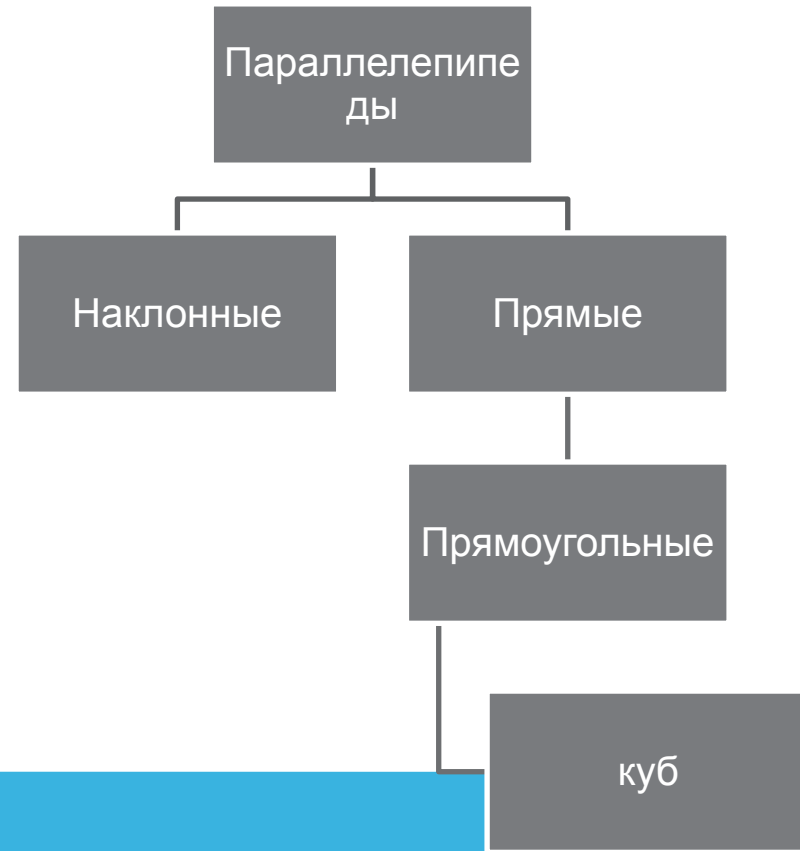 Параллелепипе
ды
Наклонные
Прямые
Прямоугольные
куб